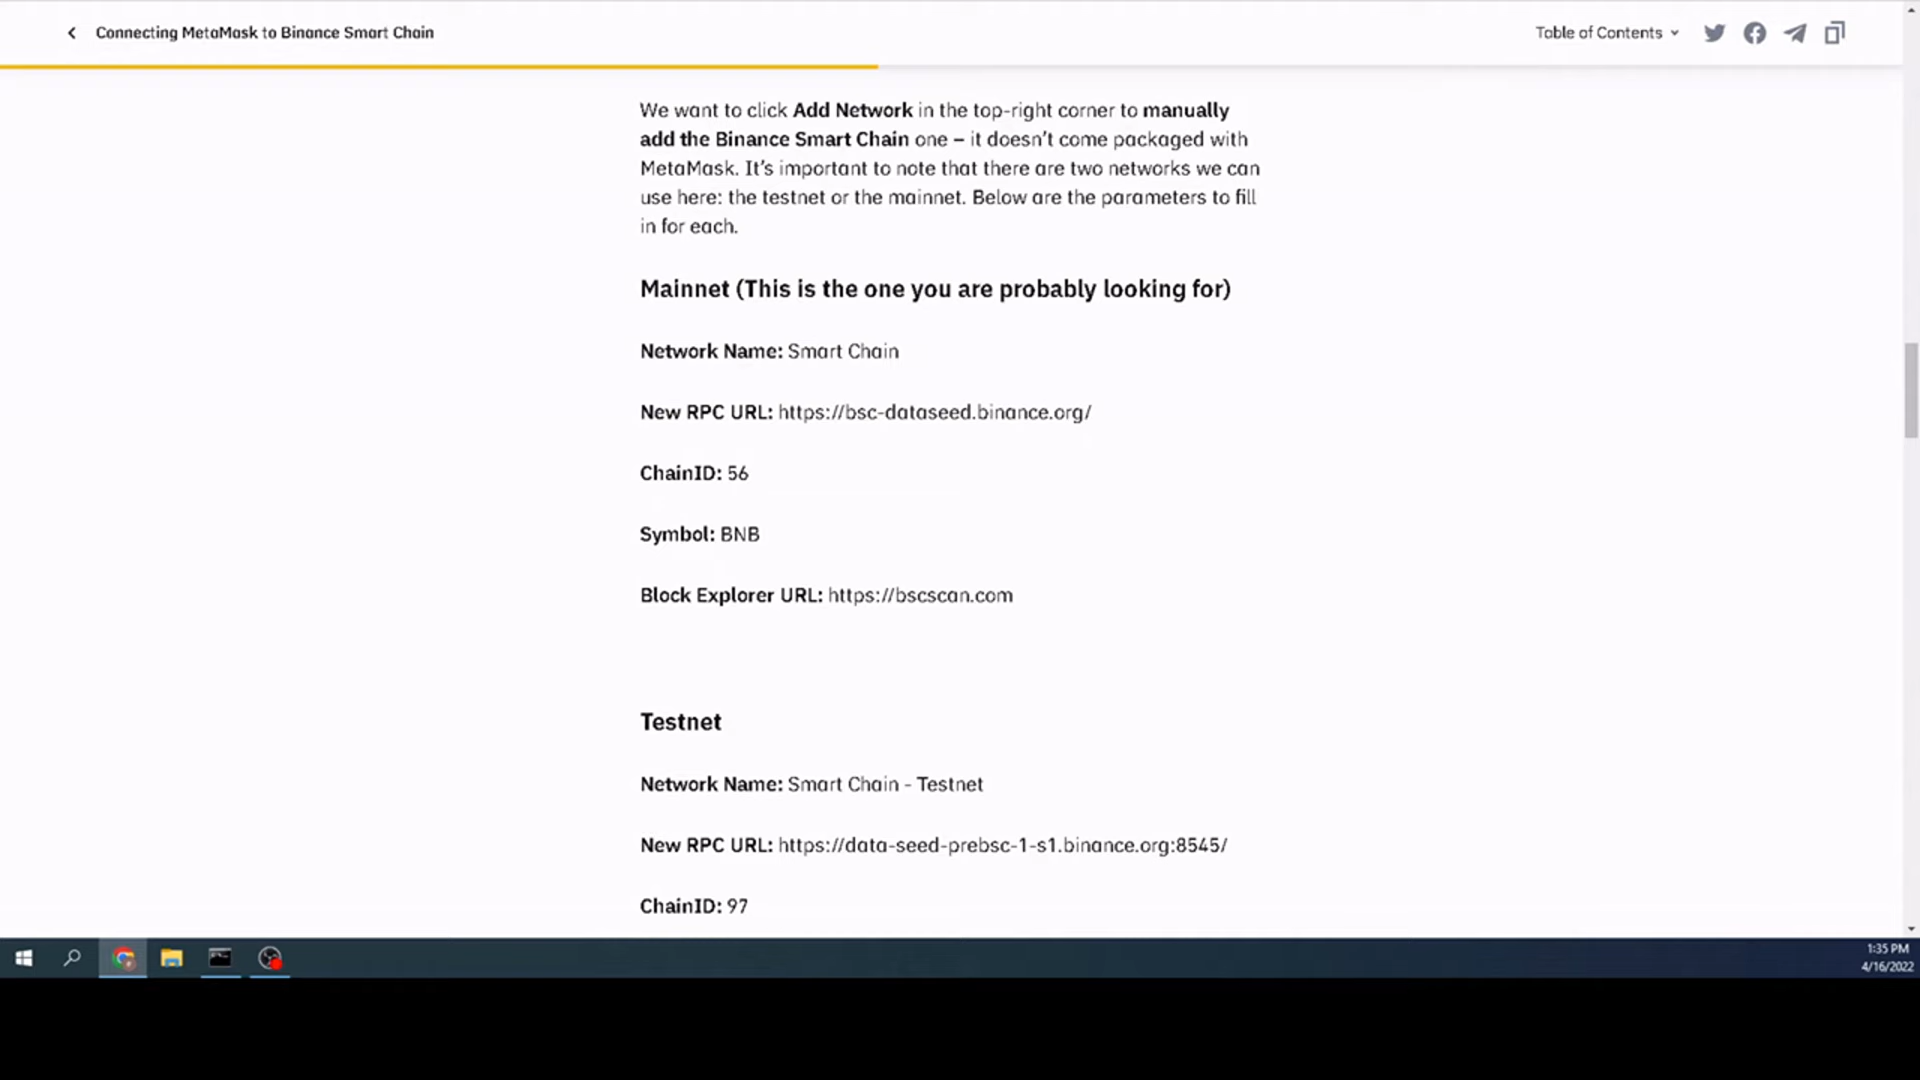 Connecting MetaMask to Binance Smart Chain
Table of Contents
We want to click Add Network in the top-right corner to manually
add the Binance Smart Chain one – it doesn’t come packaged with
MetaMask. It’s important to note that there are two networks we can
use here: the testnet or the mainnet. Below are the parameters to fill
in for each.
Mainnet (This is the one you are probably looking for)
Network Name: Smart Chain
New RPC URL: https://bsc-dataseed.binance.org/
ChainID: 56
Symbol: BNB
Block Explorer URL: https://bscscan.com
Testnet
Network Name: Smart Chain - Testnet
New RPC URL: https://data-seed-prebsc-1-s1.binance.org:8545/
ChainID: 97
1:35 PM
4/16/2022